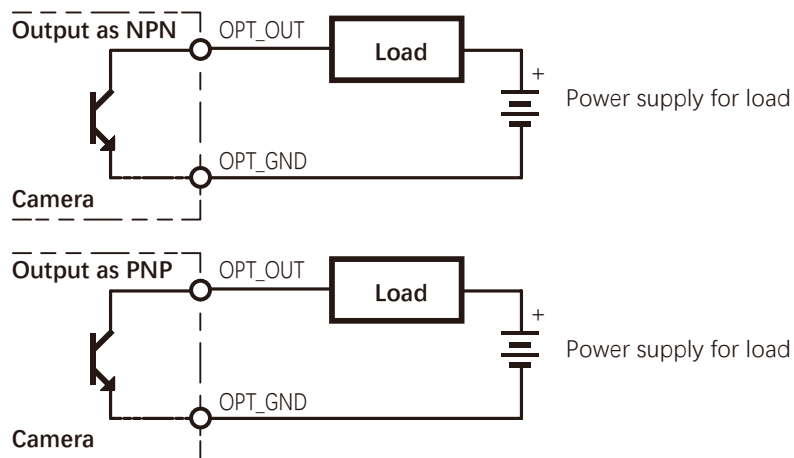 Output as NPN
OPT_OUT
Load
+
Power supply for load
OPT_GND
Camera
Output as PNP
OPT_OUT
Load
+
Power supply for load
OPT_GND
Camera